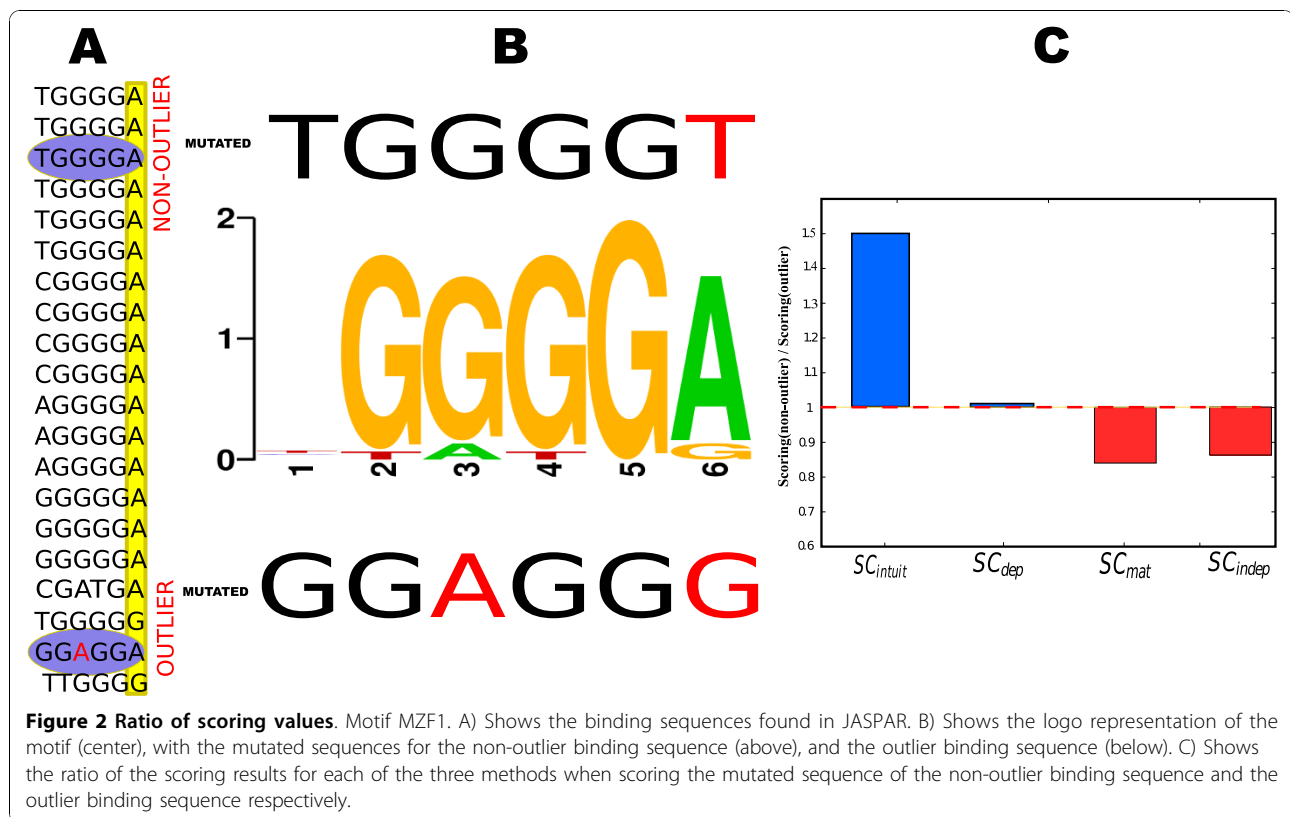 A
B
C
TGGGGA
TGGGGA
TGGGGA
TGGGGA
TGGGGA
TGGGGA
CGGGGA
CGGGGA
CGGGGA
CGGGGA
AGGGGA
AGGGGA
AGGGGA
GGGGGA
GGGGGA
GGGGGA
CGATGA
TGGGGG
GGAGGA
TTGGGG
NON-OUTLIER
OUTLIER
MUTATED TGGGGT
2
1
0
G G G G A
T A T G
1 2 3 4 5 6
MUTATED GGAGGG
Scoring(non-outlier) / Scoring(outlier)
1.5
1.4
1.3
1.2
1.1
1
0.9
0.8
0.7
0.6
SCintuit SCdep SCmat SCindep
Figure 2 Ratio of scoring values. Motif MZF1. A) Shows the binding sequences found in JASPAR. B) Shows the logo representation of the
motif (center), with the mutated sequences for the non-outlier binding sequence (above), and the outlier binding sequence (below). C) Shows
the ratio of the scoring results for each of the three methods when scoring the mutated sequence of the non-outlier binding sequence and the
outlier binding sequence respectively.